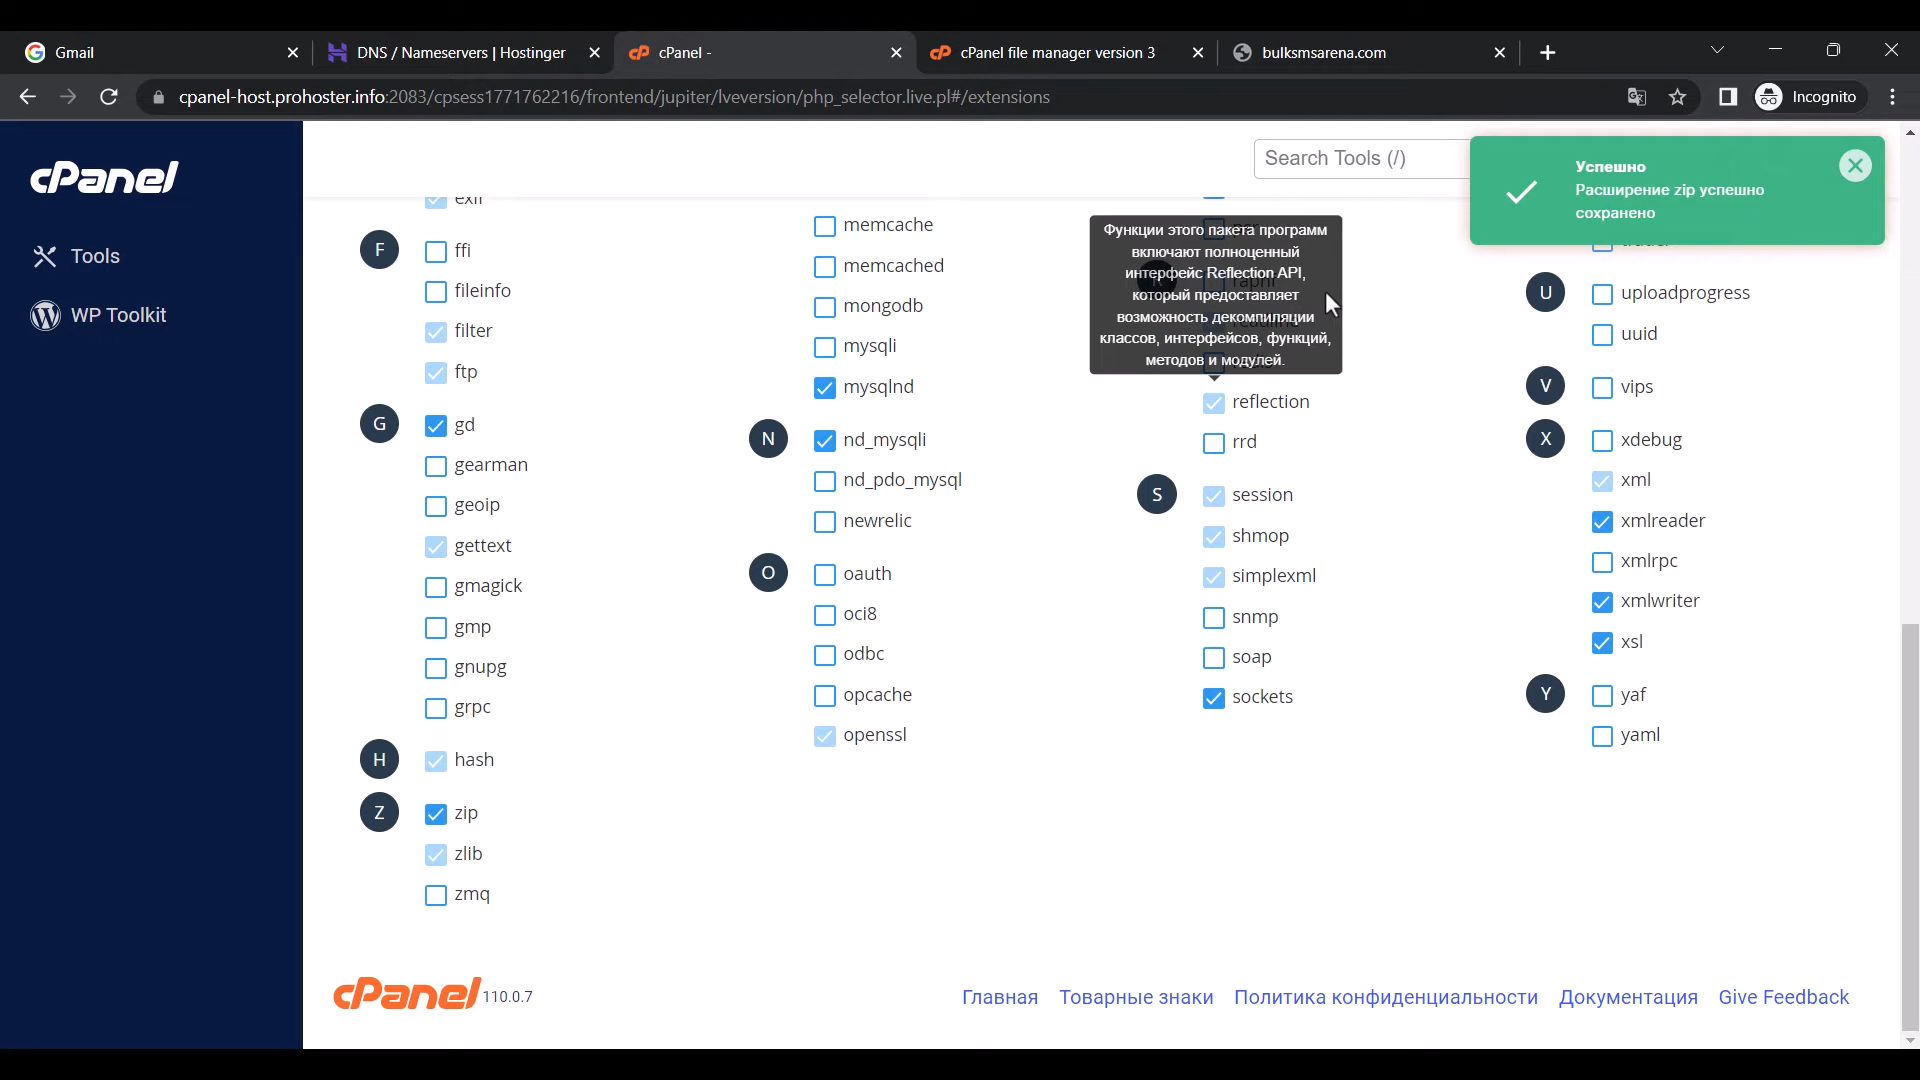 Gmail
DNS / Nameservers | Hostinger
cPanel -
cPanel file manager version 3
bulksmsarena.com
cpanel-host.prohoster.info:2083/cpsess1771762216/frontend/jupiter/lveversion/php_selector.live.pl#/extensions
Incognito
cPanel
Tools
WP Toolkit
Search Tools (/)
Успешно
Расширение zip успешно
сохранено
exif
F
ffi
fileinfo
filter
ftp
G
gd
gearman
geoip
gettext
gmagick
gmp
gnupg
grpc
H
hash
Z
zip
zlib
zmq
memcache
memcached
mongodb
mysqli
mysqlnd
N
nd_mysqli
nd_pdo_mysql
newrelic
O
oauth
oci8
odbc
opcache
openssl
Функции этого пакета программ
включают полноценный
интерфейс Reflection API,
который предоставляет
возможность декомпиляции
классов, интерфейсов, функций,
методов и модулей.
R
raphf
readline
reflection
rrd
S
session
shmop
simplexml
snmp
soap
sockets
U
uploadprogress
uuid
V
vips
X
xdebug
xml
xmlreader
xmlrpc
xmlwriter
xsl
Y
yaf
yaml
cPanel 110.0.7
Главная Товарные знаки Политика конфиденциальности Документация Give Feedback